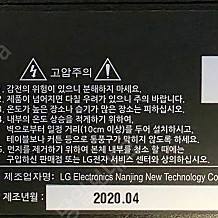 고압주의
1. 감전의 위험이 있으니 분해하지 마세요.
2. 제품이 넘어지면 다칠 우려가 있으므로 주의 바랍니다.
3. 온도가 높은 장소나 습기가 많은 장소는 피하십시오.
4. 내부의 온도 상승을 방지하기 위하여
벽으로부터 일정 거리(10cm 이상)를 두어 설치하시고,
테이블보나 커튼 등으로 통풍구가 막히지 않도록 하십시오.
5. 먼지를 제거하기 위하여 본체 내부를 청소 할 때에는
구입하신 판매점 또는 LG전자 서비스 센터와 상의하십시오.
제조업자명: LG Electronics Nanjing New Technology Co
제조년월: 2020.04